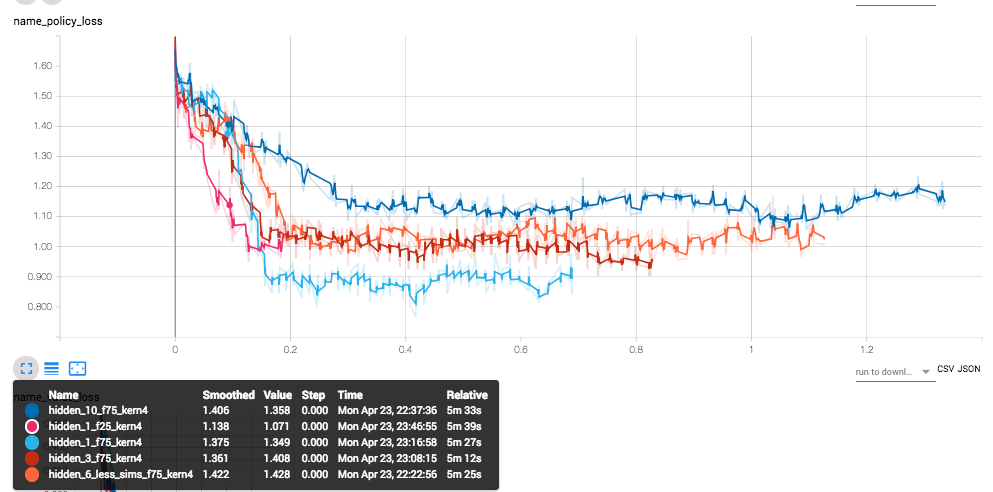 name_policy_loss
1.60
1.50
1.40
1.30
1.20
1.10
1.00
0.900
0.800
0 0.2 0.4 0.6 0.8 1 1.2
run to downl... CSV JSON
Name Smoothed Value Step Time Relative
hidden_10_f75_kern4 1.406 1.358 0.000 Mon Apr 23, 22:37:36 5m 33s
hidden_1_f25_kern4 1.138 1.071 0.000 Mon Apr 23, 23:46:55 5m 39s
hidden_1_f75_kern4 1.375 1.349 0.000 Mon Apr 23, 23:16:58 5m 27s
hidden_3_f75_kern4 1.361 1.408 0.000 Mon Apr 23, 23:08:15 5m 12s
hidden_6_less_sims_f75_kern4 1.422 1.428 0.000 Mon Apr 23, 22:22:56 5m 25s